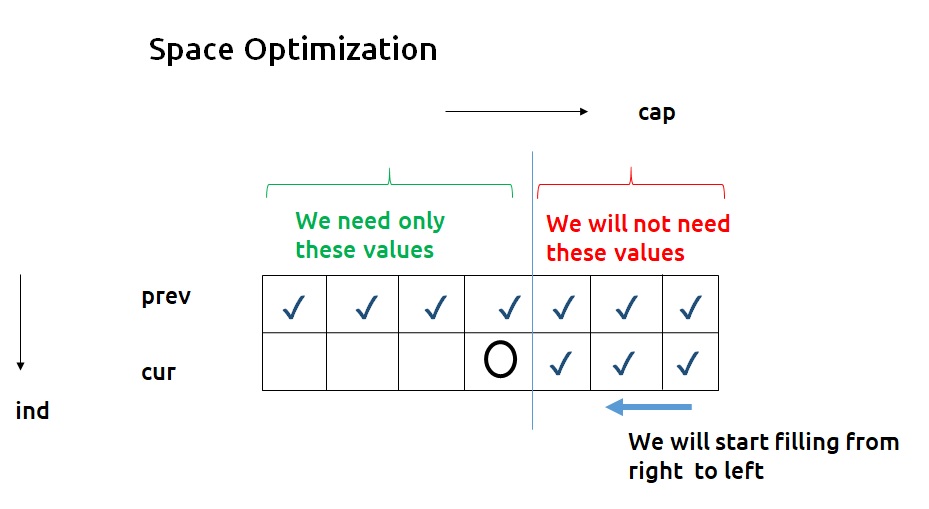 Space Optimization
cap
We need only
these values
We will not need
these values
prev
cur
ind
We will start filling from
right to left